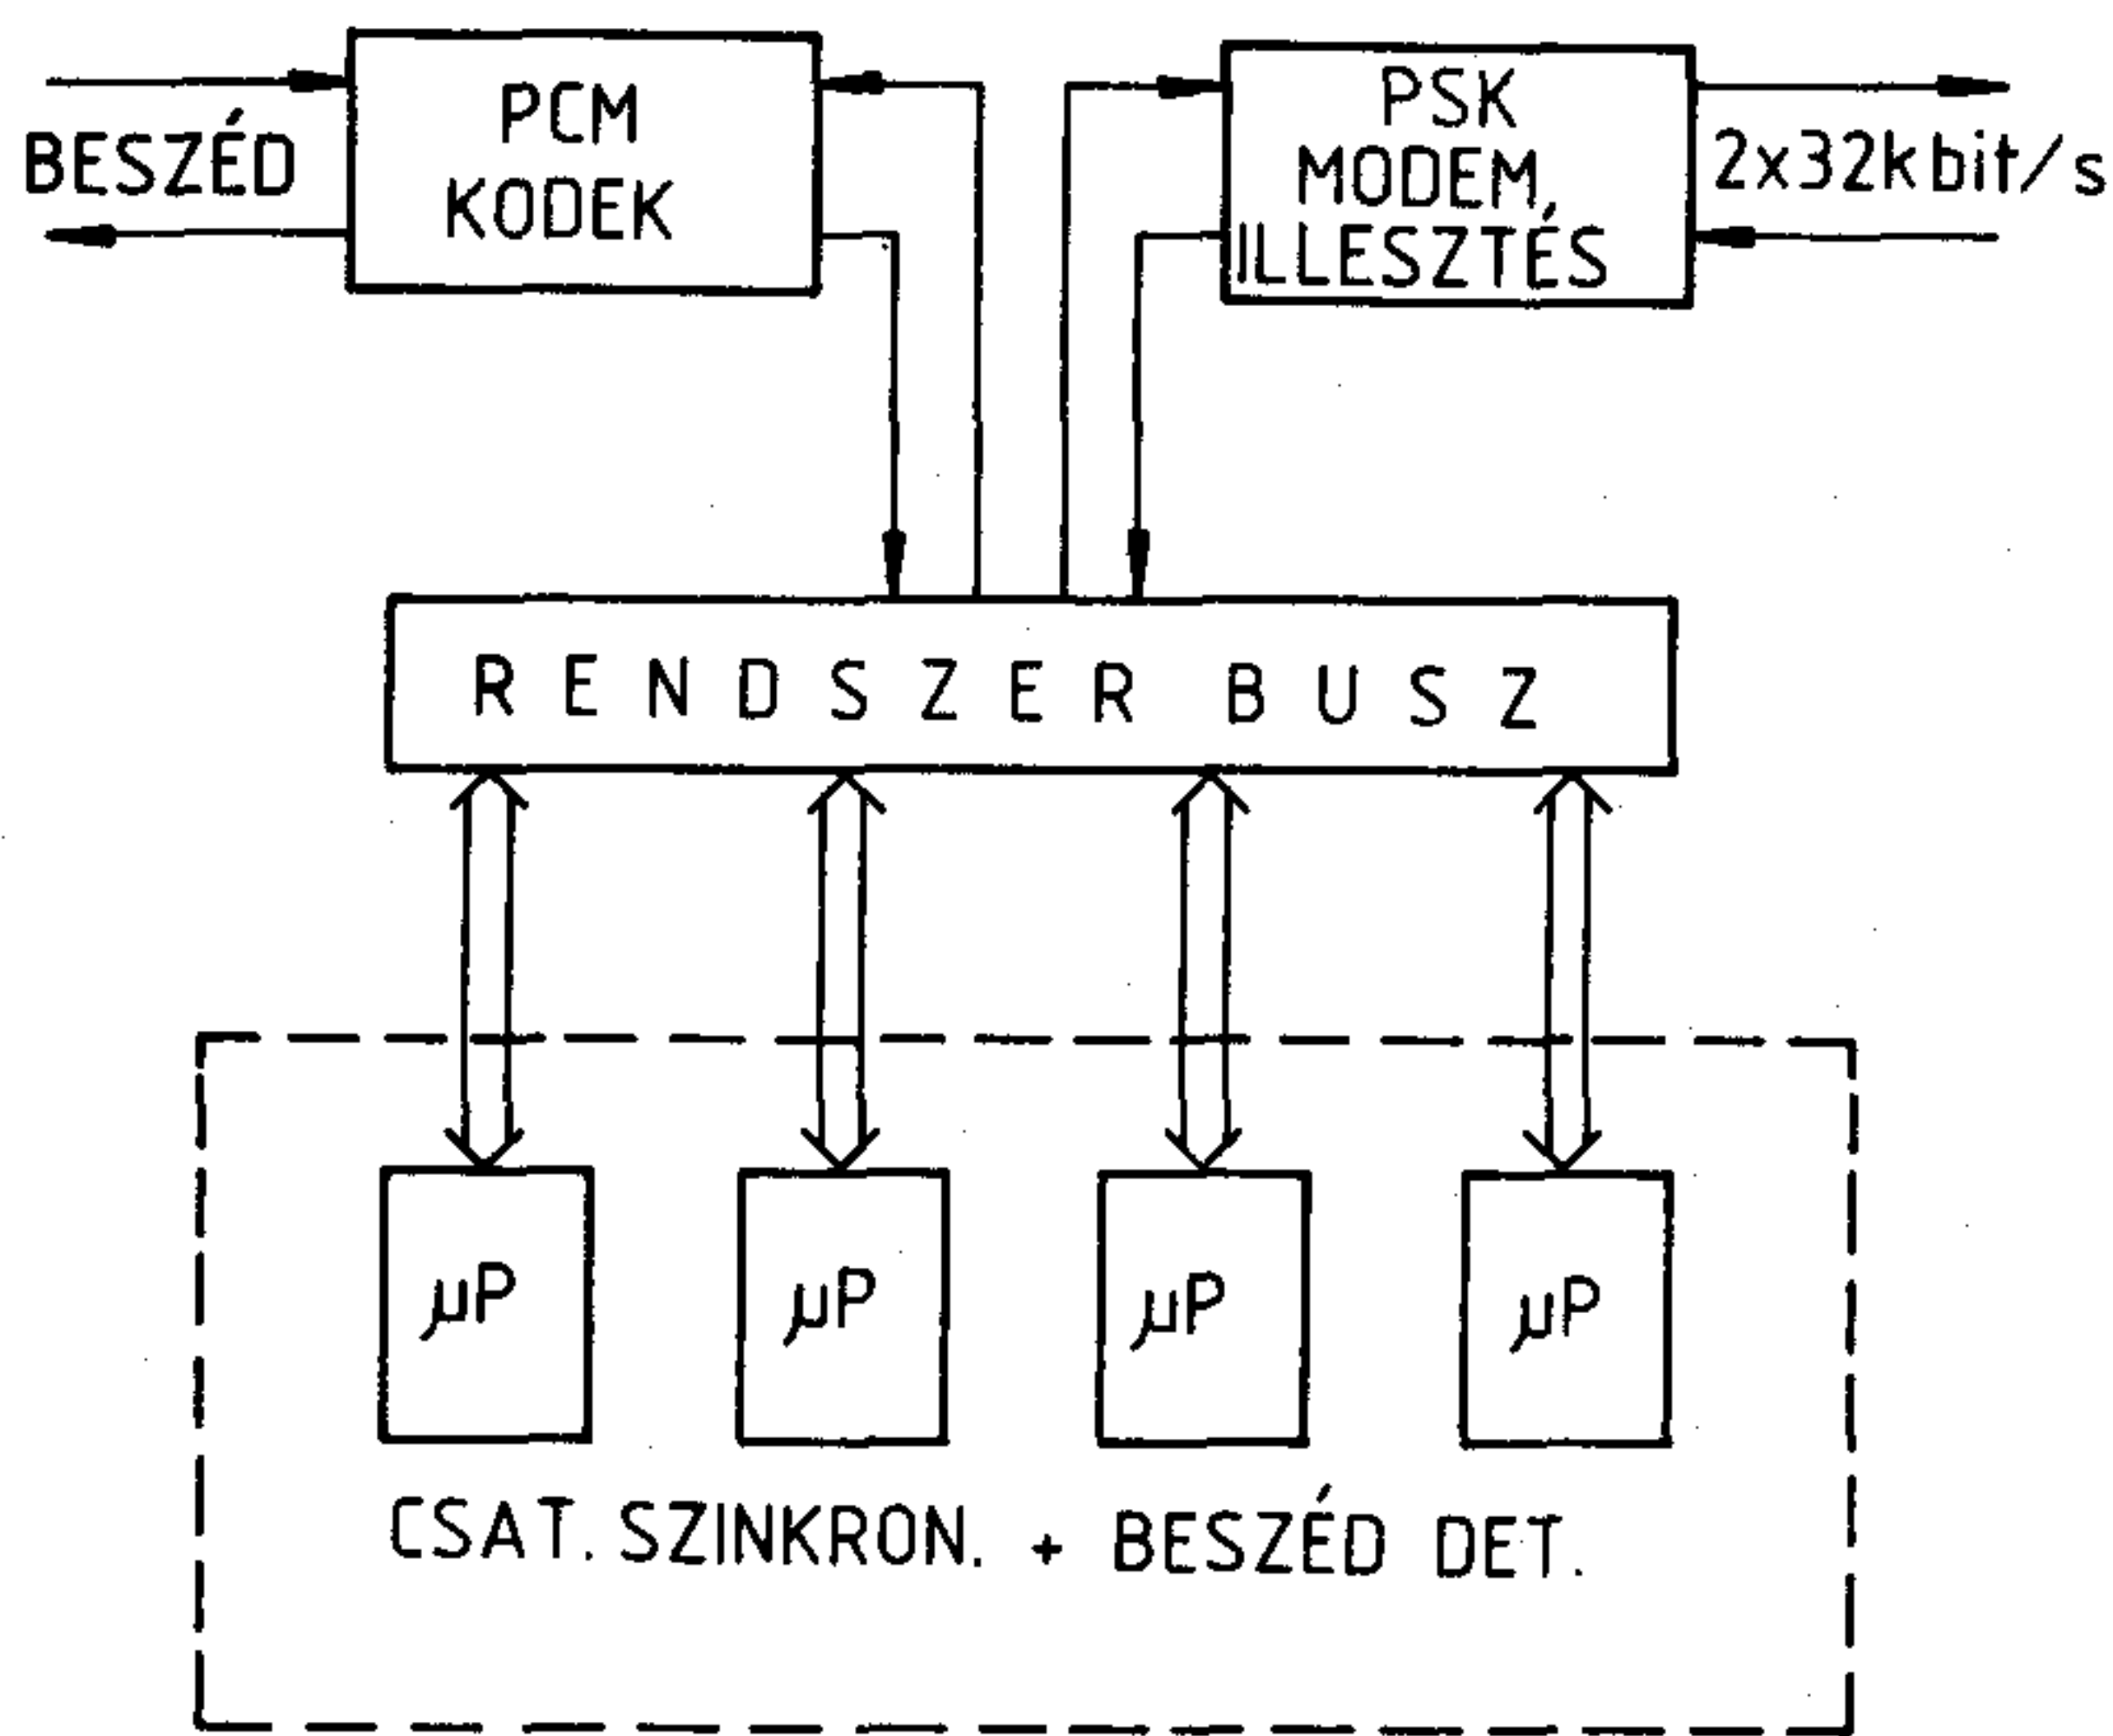 BESZÉD
PCM
KODEK
PSK
MODEM,
ILLESZTÉS
2x32kbit/s
RENDSZER BUSZ
µP
µP
µP
µP
CSAT. SZINKRON. + BESZÉD DET.